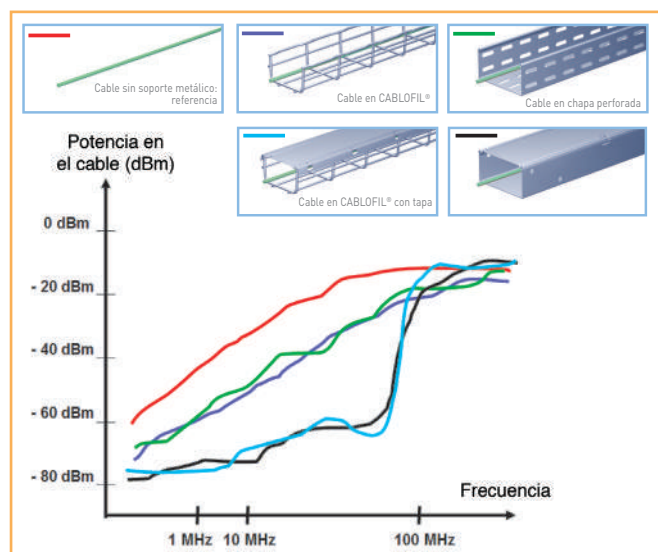 Cable sin soporte metálico:
referencia
Cable en CABLOFIL®
Cable en chapa perforada
Cable en CABLOFIL® con tapa
Potencia en
el cable (dBm)
0 dBm
- 20 dBm
- 40 dBm
- 60 dBm
- 80 dBm
Frecuencia
1 MHz
10 MHz
100 MHz